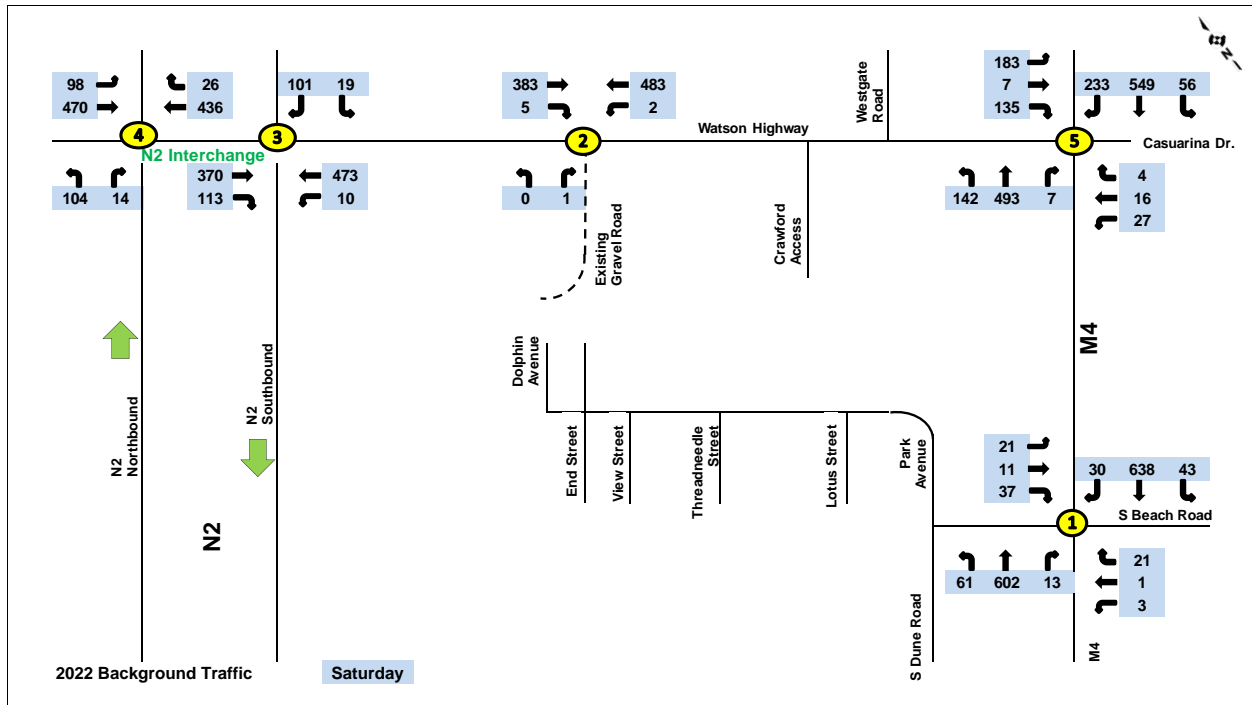 N
98
470
26
436
101 19
383
5
483
2
183
7
135
233 549 56
Westgate
Road
4
3
2
5
Watson Highway
Casuarina Dr.
N2 Interchange
104 14
370
113
473
10
0 1
142 493 7
4
16
27
Existing
Gravel Road
Crawford
Access
M4
Dolphin
Avenue
N2
Northbound
N2
Southbound
N2
End Street
View Street
Threadneedle
Street
Lotus Street
Park
Avenue
21
11
37
30 638 43
1
S Beach Road
61 602 13
21
1
3
S Dune Road
M4
2022 Background Traffic
Saturday